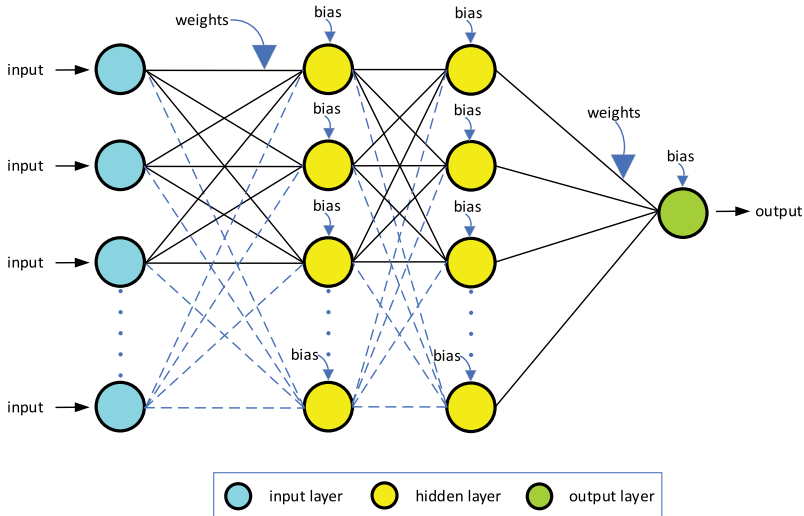 bias bias
weights
input
bias bias
weights
input
bias
bias bias
output
input
bias bias
input
input layer hidden layer output layer